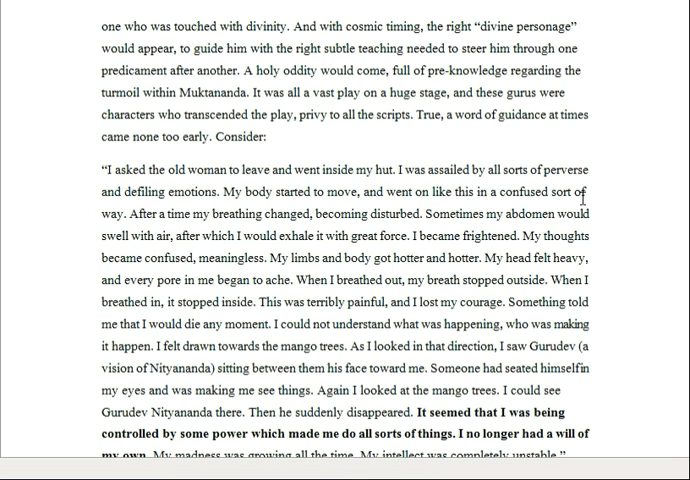 one who was touched with divinity. And with cosmic timing, the right “divine personage”
would appear, to guide him with the right subtle teaching needed to steer him through one
predicament after another. A holy oddity would come, full of pre-knowledge regarding the
turmoil within Muktananda. It was all a vast play on a huge stage, and these gurus were
characters who transcended the play, privy to all the scripts. True, a word of guidance at times
came none too early. Consider:
“I asked the old woman to leave and went inside my hut. I was assailed by all sorts of perverse
and defiling emotions. My body started to move, and went on like this in a confused sort of
way. After a time my breathing changed, becoming disturbed. Sometimes my abdomen would
swell with air, after which I would exhale it with great force. I became frightened. My thoughts
became confused, meaningless. My limbs and body got hotter and hotter. My head felt heavy,
and every pore in me began to ache. When I breathed out, my breath stopped outside. When I
breathed in, it stopped inside. This was terribly painful, and I lost my courage. Something told
me that I would die any moment. I could not understand what was happening, who was making
it happen. I felt drawn towards the mango trees. As I looked in that direction, I saw Gurudev (a
vision of Nityananda) sitting between them his face toward me. Someone had seated himselfin
my eyes and was making me see things. Again I looked at the mango trees. I could see
Gurudev Nityananda there. Then he suddenly disappeared. It seemed that I was being
controlled by some power which made me do all sorts of things. I no longer had a will of
my own. My madness was growing all the time. My intellect was completely unstable.”